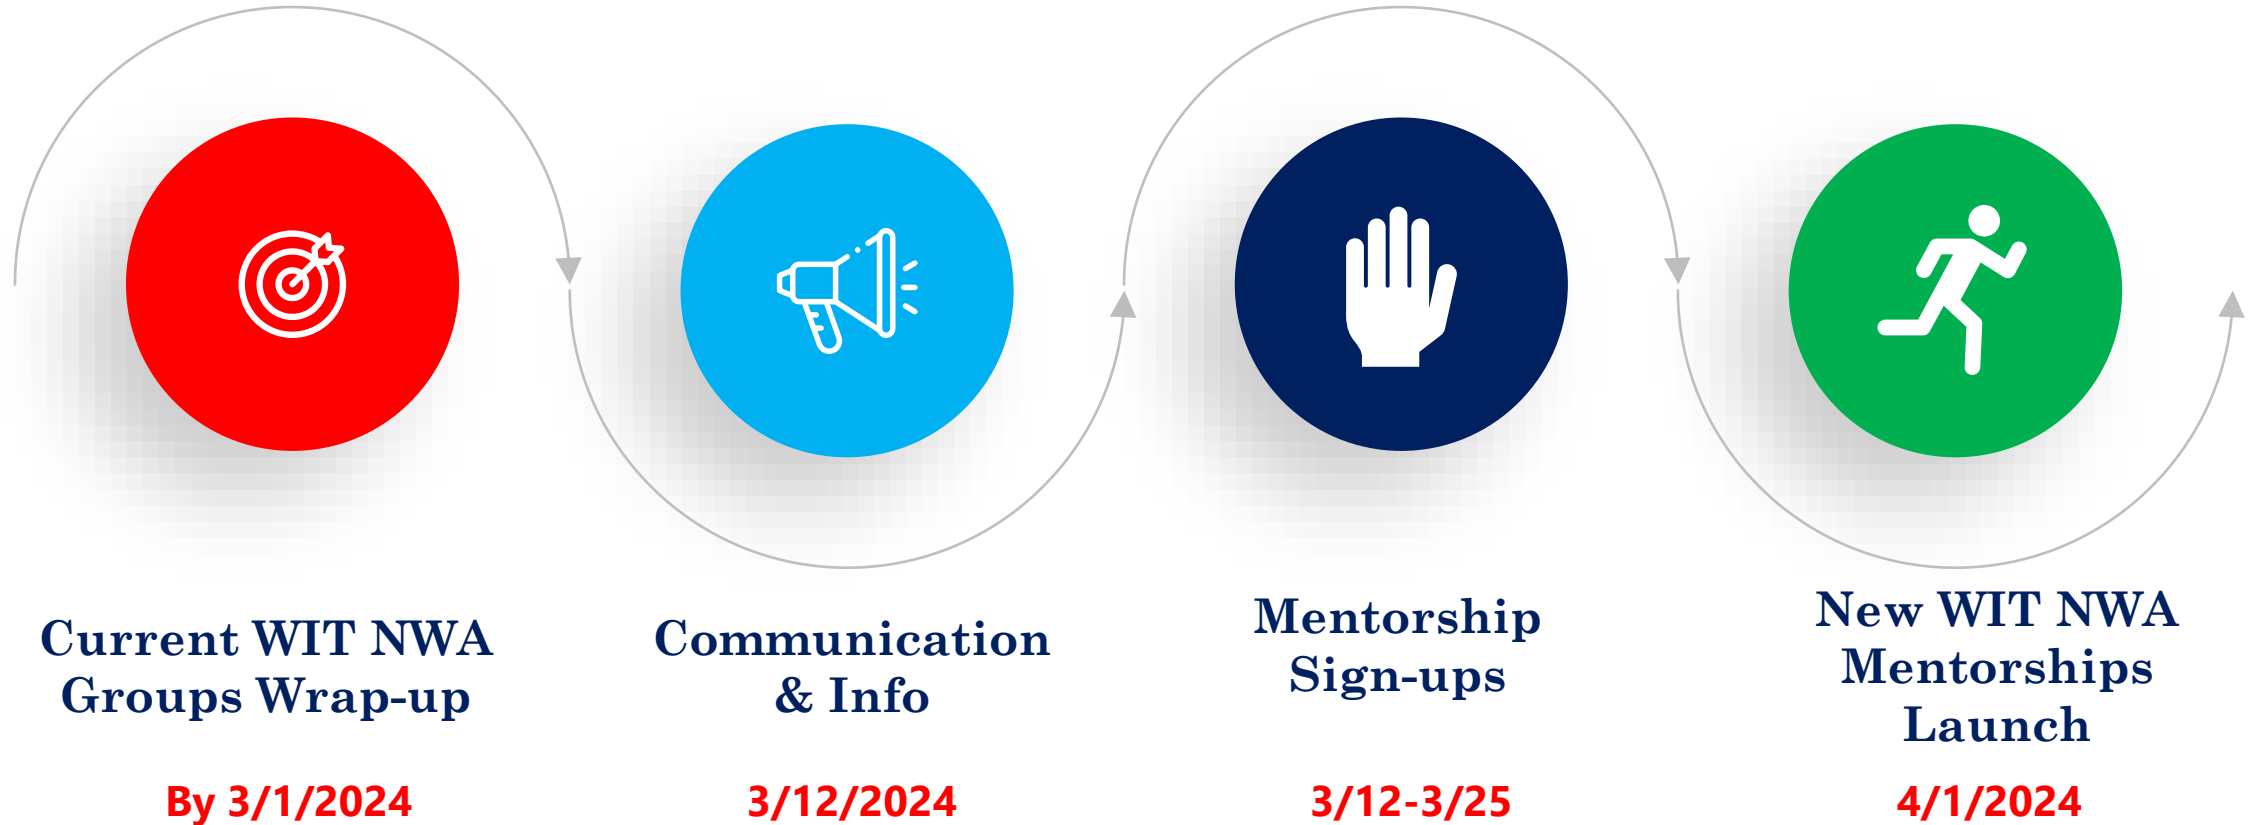 Current WIT NWA
Groups Wrap-up
By 3/1/2024
Communication
& Info
3/12/2024
Mentorship
Sign-ups
3/12-3/25
New WIT NWA
Mentorships
Launch
4/1/2024